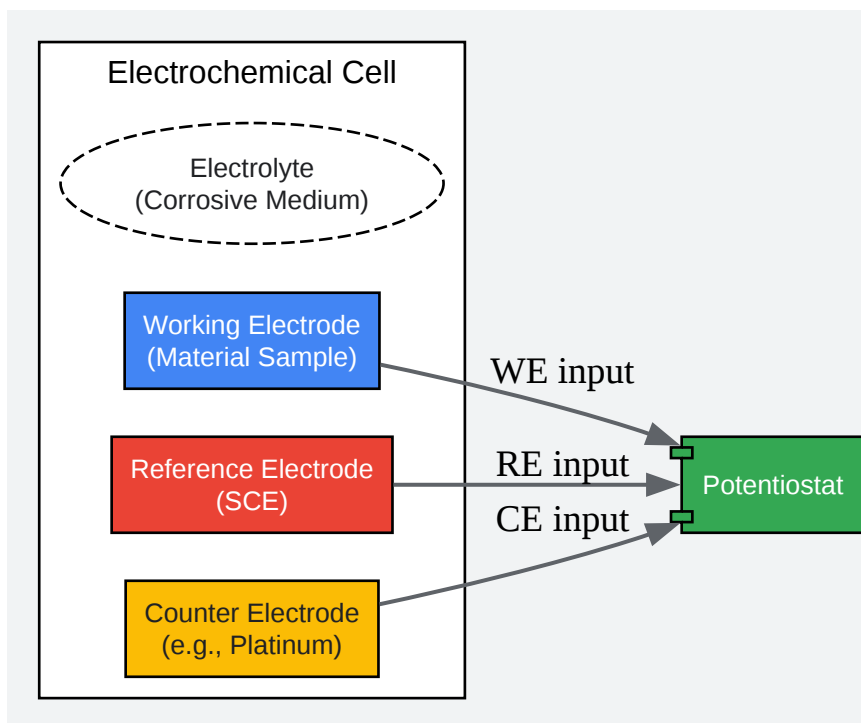 Electrochemical Cell
Electrolyte
(Corrosive Medium)
Working Electrode
(Material Sample)
WE input
Reference Electrode
(SCE)
RE input
Potentiostat
CE input
Counter Electrode
(e.g., Platinum)